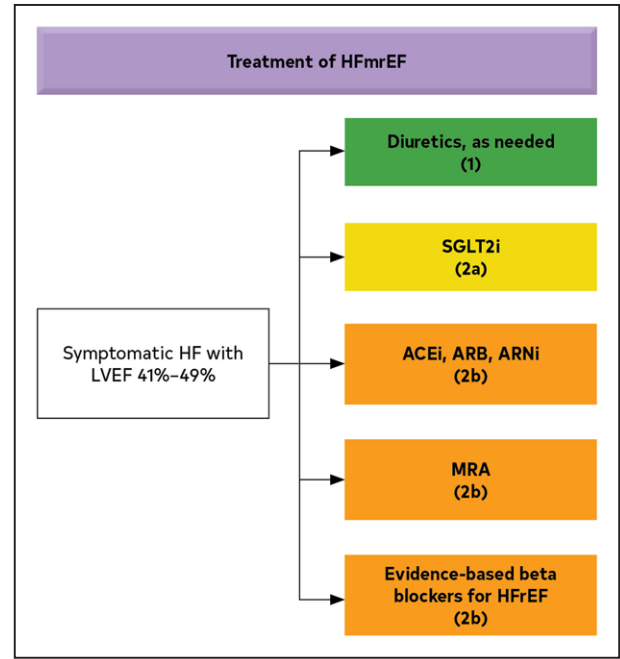 Treatment of HFmrEF
Symptomatic HF with
LVEF 41%–49%
Diuretics, as needed
(1)
SGLT2i
(2a)
ACEi, ARB, ARNi
(2b)
MRA
(2b)
Evidence-based beta
blockers for HFrEF
(2b)